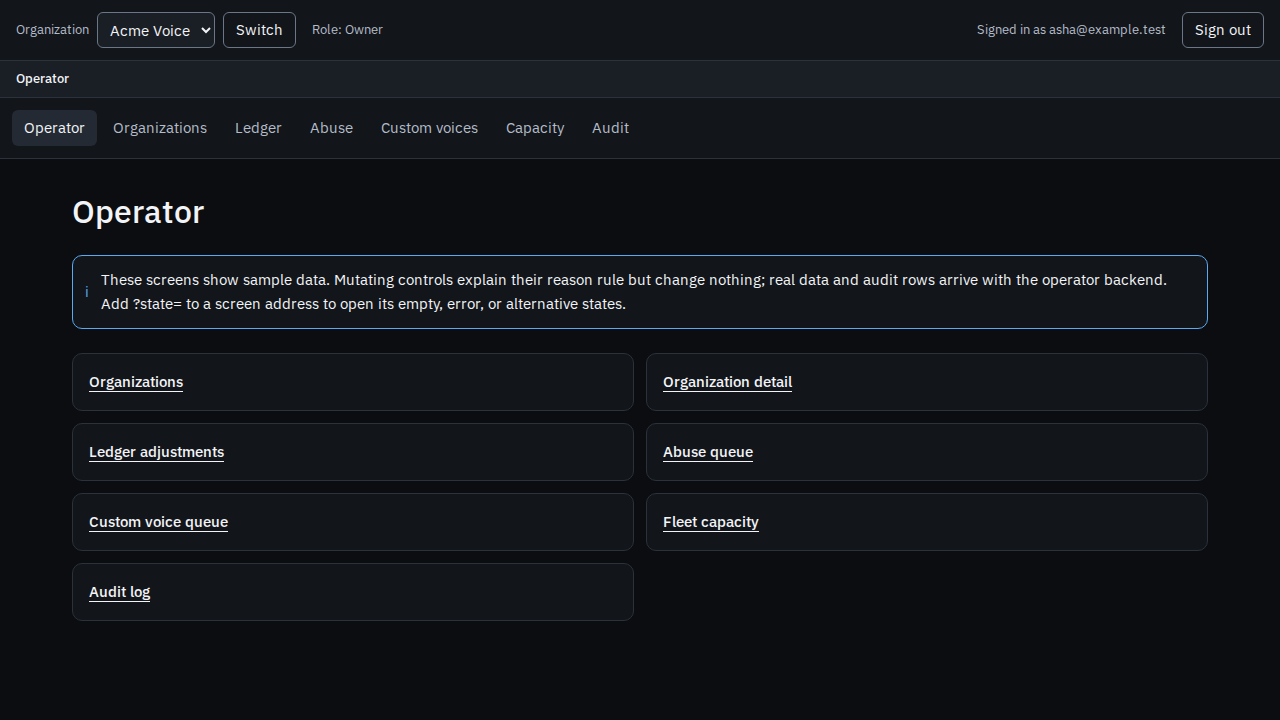 Organization Acme Voice Switch Role: Owner Signed in as asha@example.test Sign out
Operator
Operator Organizations Ledger Abuse Custom voices Capacity Audit
Operator
i
These screens show sample data. Mutating controls explain their reason rule but change nothing; real data and audit rows arrive with the operator backend.
Add ?state= to a screen address to open its empty, error, or alternative states.
Organizations
Organization detail
Ledger adjustments
Abuse queue
Custom voice queue
Fleet capacity
Audit log